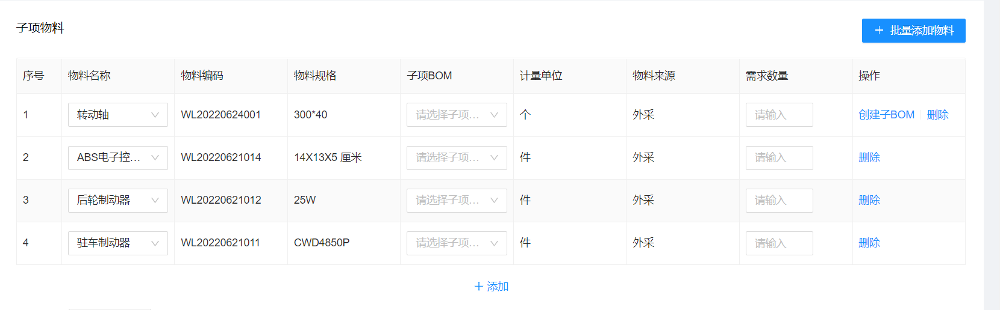 子项物料
批量添加物料
序号 物料名称 物料编码 物料规格 子项BOM 计量单位 物料来源 需求数量 操作
1 转动轴 WL20220624001 300*40 请选择子项... 个 外采 请输入 创建子BOM 删除
2 ABS电子控... WL20220621014 14X13X5 厘米 请选择子项... 件 外采 请输入 删除
3 后轮制动器 WL20220621012 25W 请选择子项... 件 外采 请输入 删除
4 驻车制动器 WL20220621011 CWD4850P 请选择子项... 件 外采 请输入 删除
添加